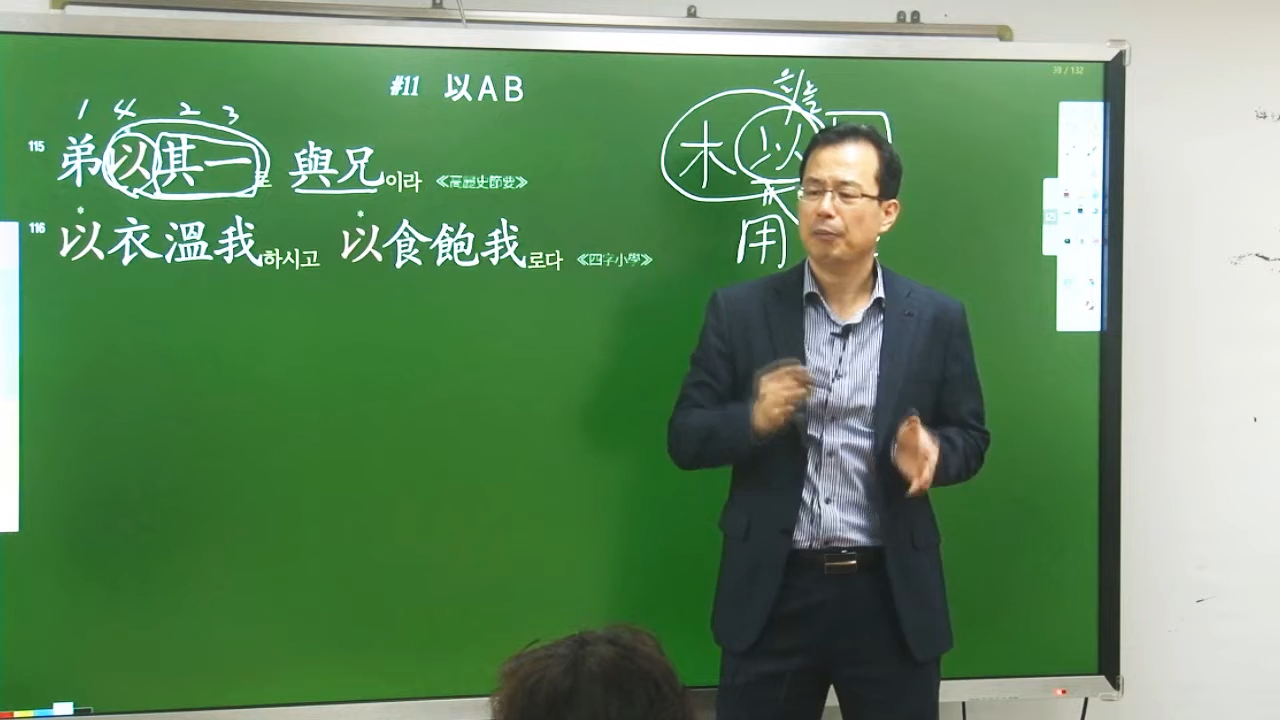 39 / 132
#11 以 A B
1 4 2 3
115 弟以其一로 與兄이라 《高麗史節要》
116 以衣溫我하시고 以食飽我로다 《四字小學》
木以
用